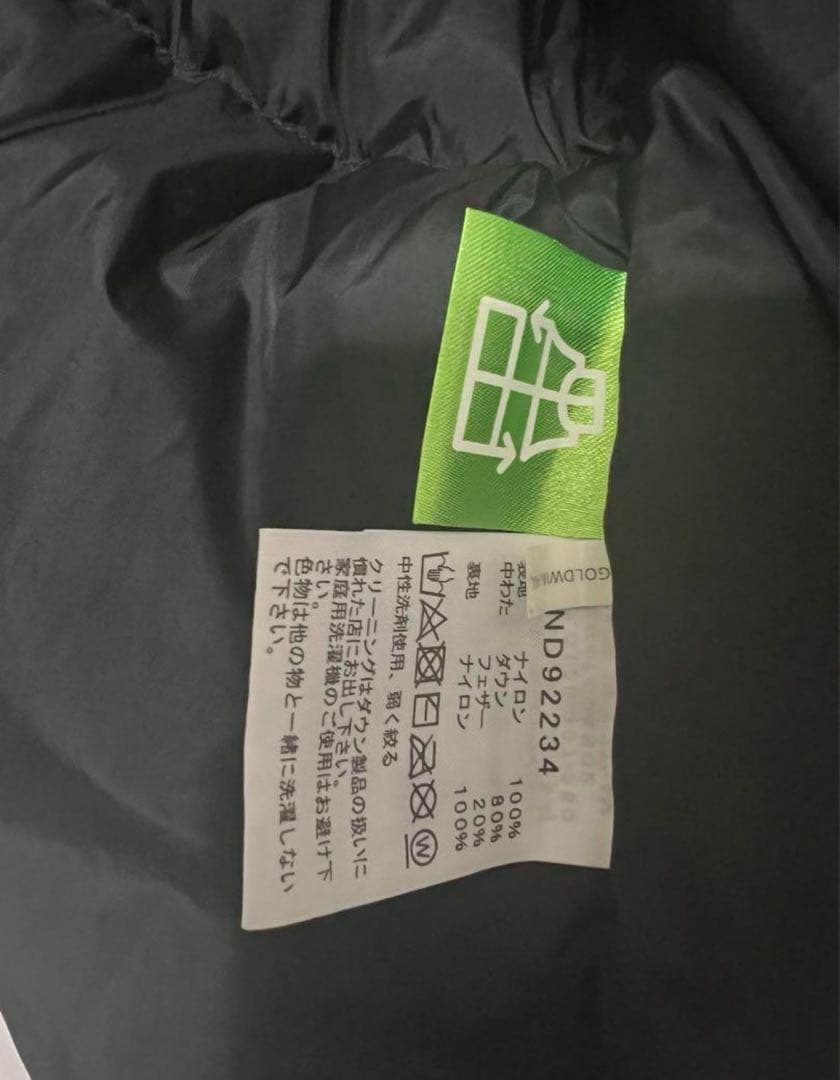 GOLDWIN
ND92234
表地 ナイロン 100%
中わた ダウン 80%
フェザー 20%
裏地 ナイロン 100%
W
中性洗剤使用、弱く絞る
クリーニングはダウン製品の扱いに
慣れた店にお出し下さい。
家庭用洗濯機のご使用はお避け下
さい。
色物は他の物と一緒に洗濯しない
で下さい。